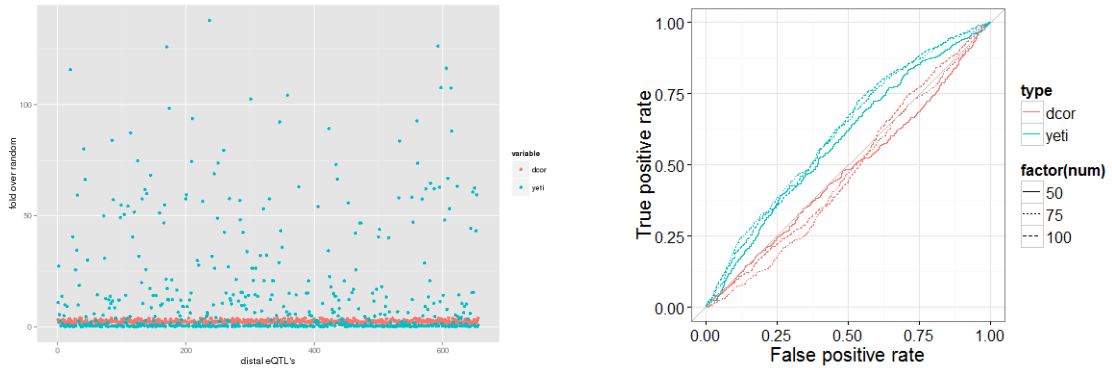 fold over random
100
50
0
0
200
400
600
distal eQTL's
variable
dcor
yeti
True positive rate
1.00
0.75
0.50
0.25
0.00
0.00
0.25
0.50
0.75
1.00
False positive rate
type
dcor
yeti
factor(num)
50
75
100